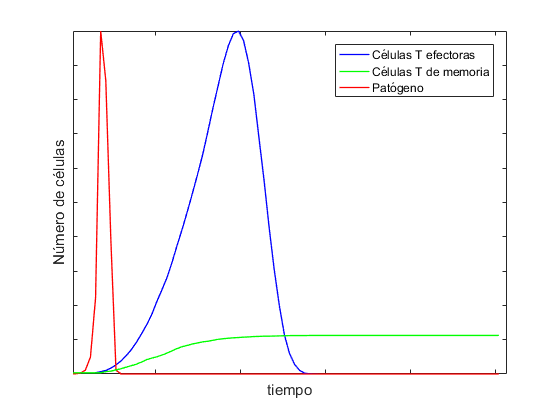 Células T efectoras
Células T de memoria
Patógeno
Número de células
tiempo